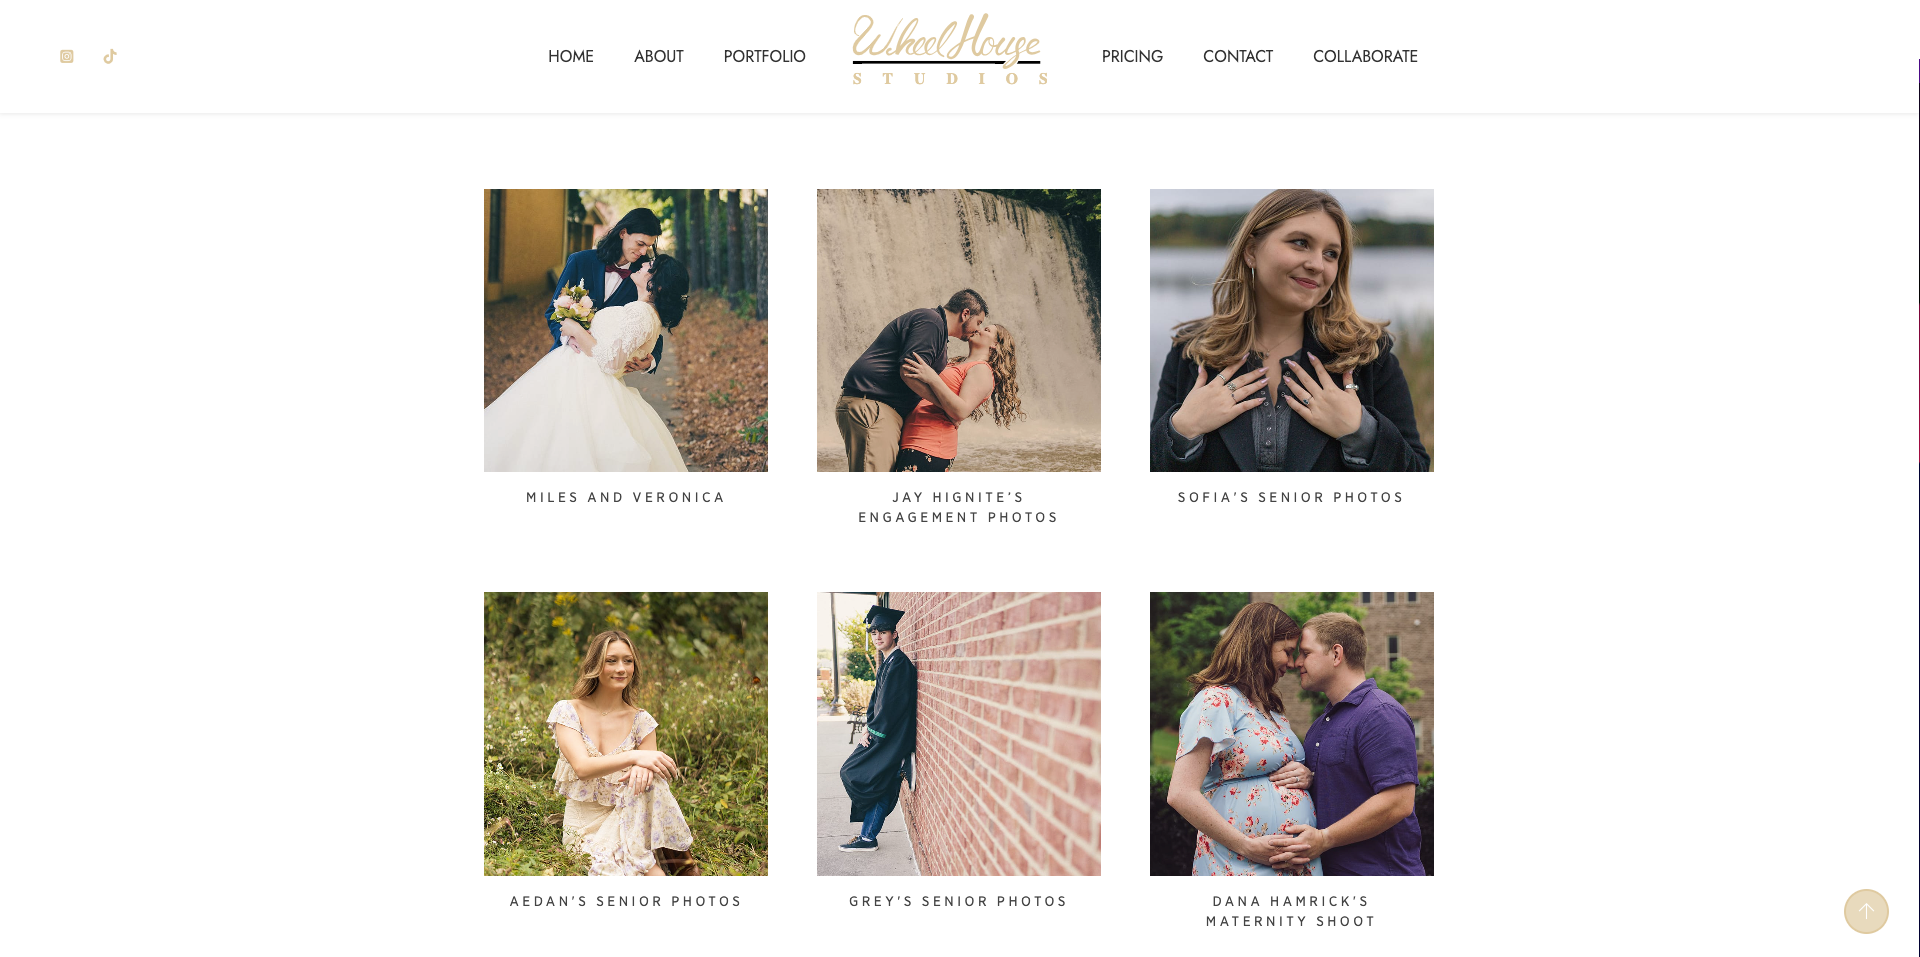 HOME
ABOUT
PORTFOLIO
WheelHouse
STUDIOS
PRICING
CONTACT
COLLABORATE
MILES AND VERONICA
JAY HIGNITE'S
ENGAGEMENT PHOTOS
SOFIA'S SENIOR PHOTOS
AEDAN'S SENIOR PHOTOS
GREY'S SENIOR PHOTOS
DANA HAMRICK'S
MATERNITY SHOOT